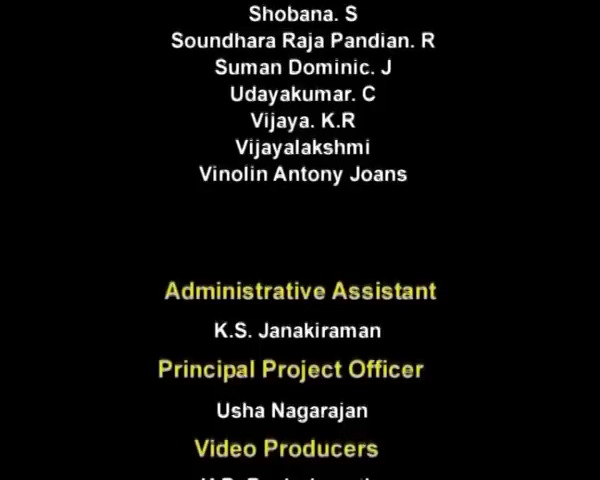 Shobana. S
Soundhara Raja Pandian. R
Suman Dominic. J
Udayakumar. C
Vijaya. K.R
Vijayalakshmi
Vinolin Antony Joans
Administrative Assistant
K.S. Janakiraman
Principal Project Officer
Usha Nagarajan
Video Producers